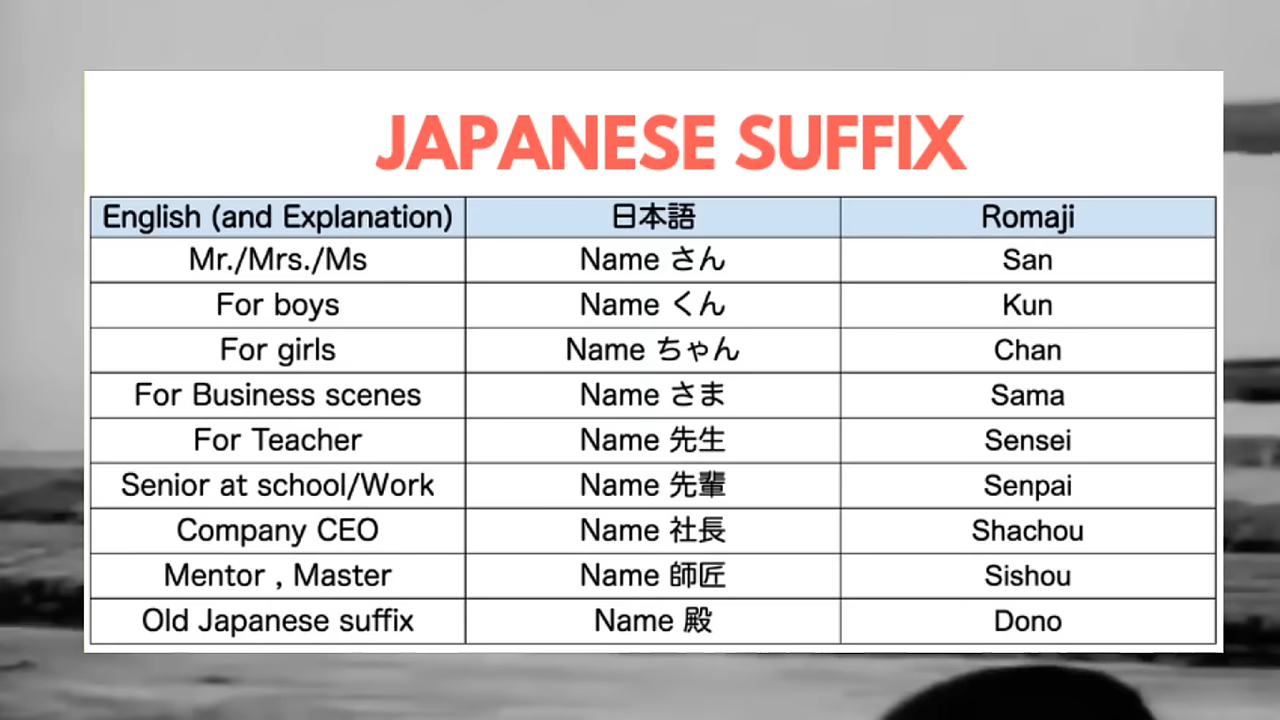 JAPANESE SUFFIX
English (and Explanation) 日本語 Romaji
Mr./Mrs./Ms Name さん San
For boys Name くん Kun
For girls Name ちゃん Chan
For Business scenes Name さま Sama
For Teacher Name 先生 Sensei
Senior at school/Work Name 先輩 Senpai
Company CEO Name 社長 Shachou
Mentor , Master Name 師匠 Sishou
Old Japanese suffix Name 殿 Dono